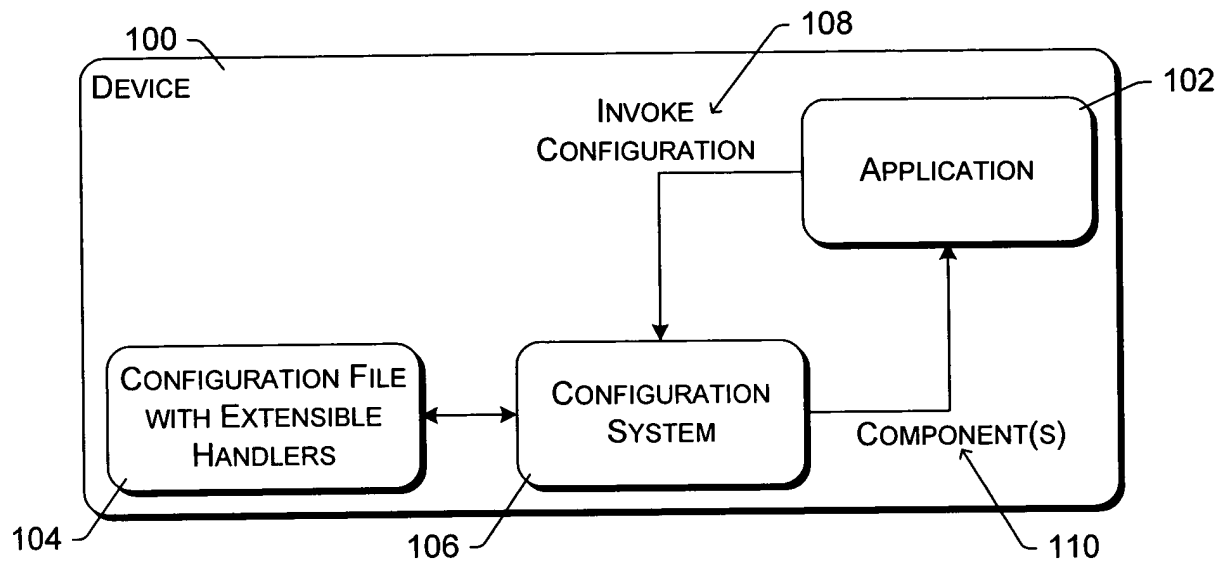 100
108
DEVICE
102
INVOKE
CONFIGURATION
APPLICATION
CONFIGURATION FILE
WITH EXTENSIBLE
HANDLERS
CONFIGURATION
SYSTEM
COMPONENT(S)
104
106
110